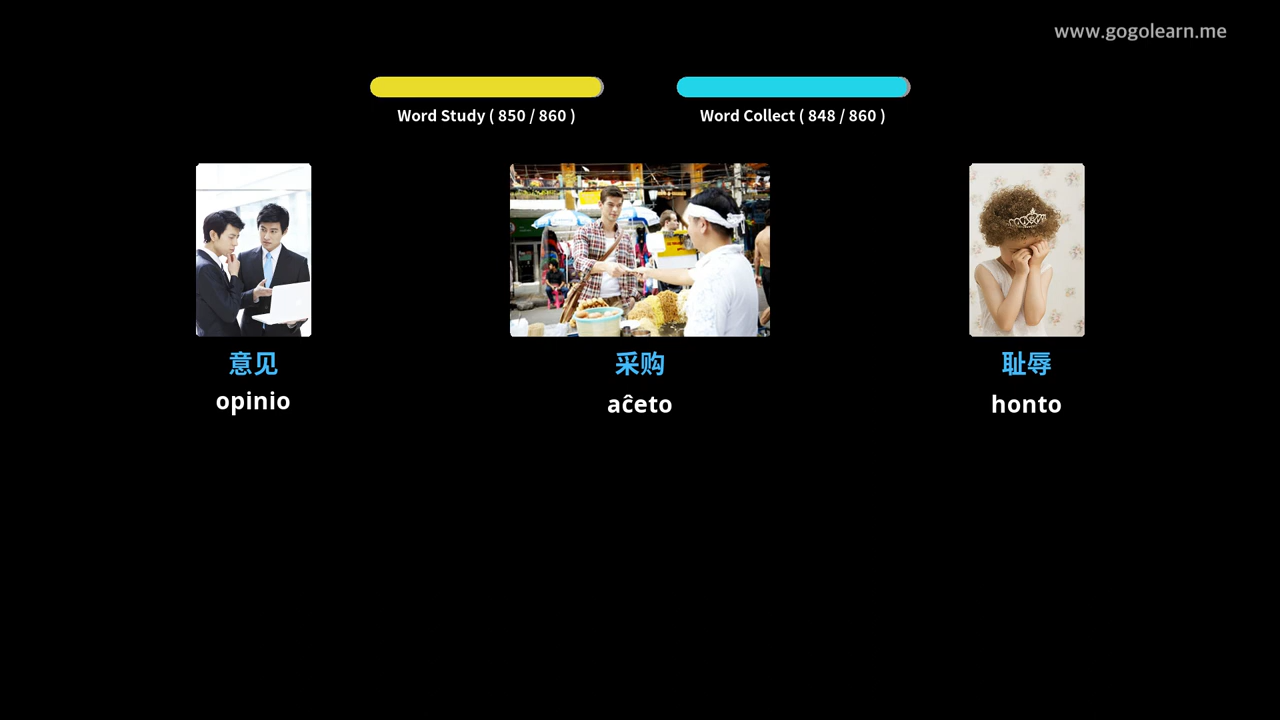 www.gogolearn.me
Word Study ( 850 / 860 )
Word Collect ( 848 / 860 )
意见
采购
耻辱
opinio
aĉeto
honto